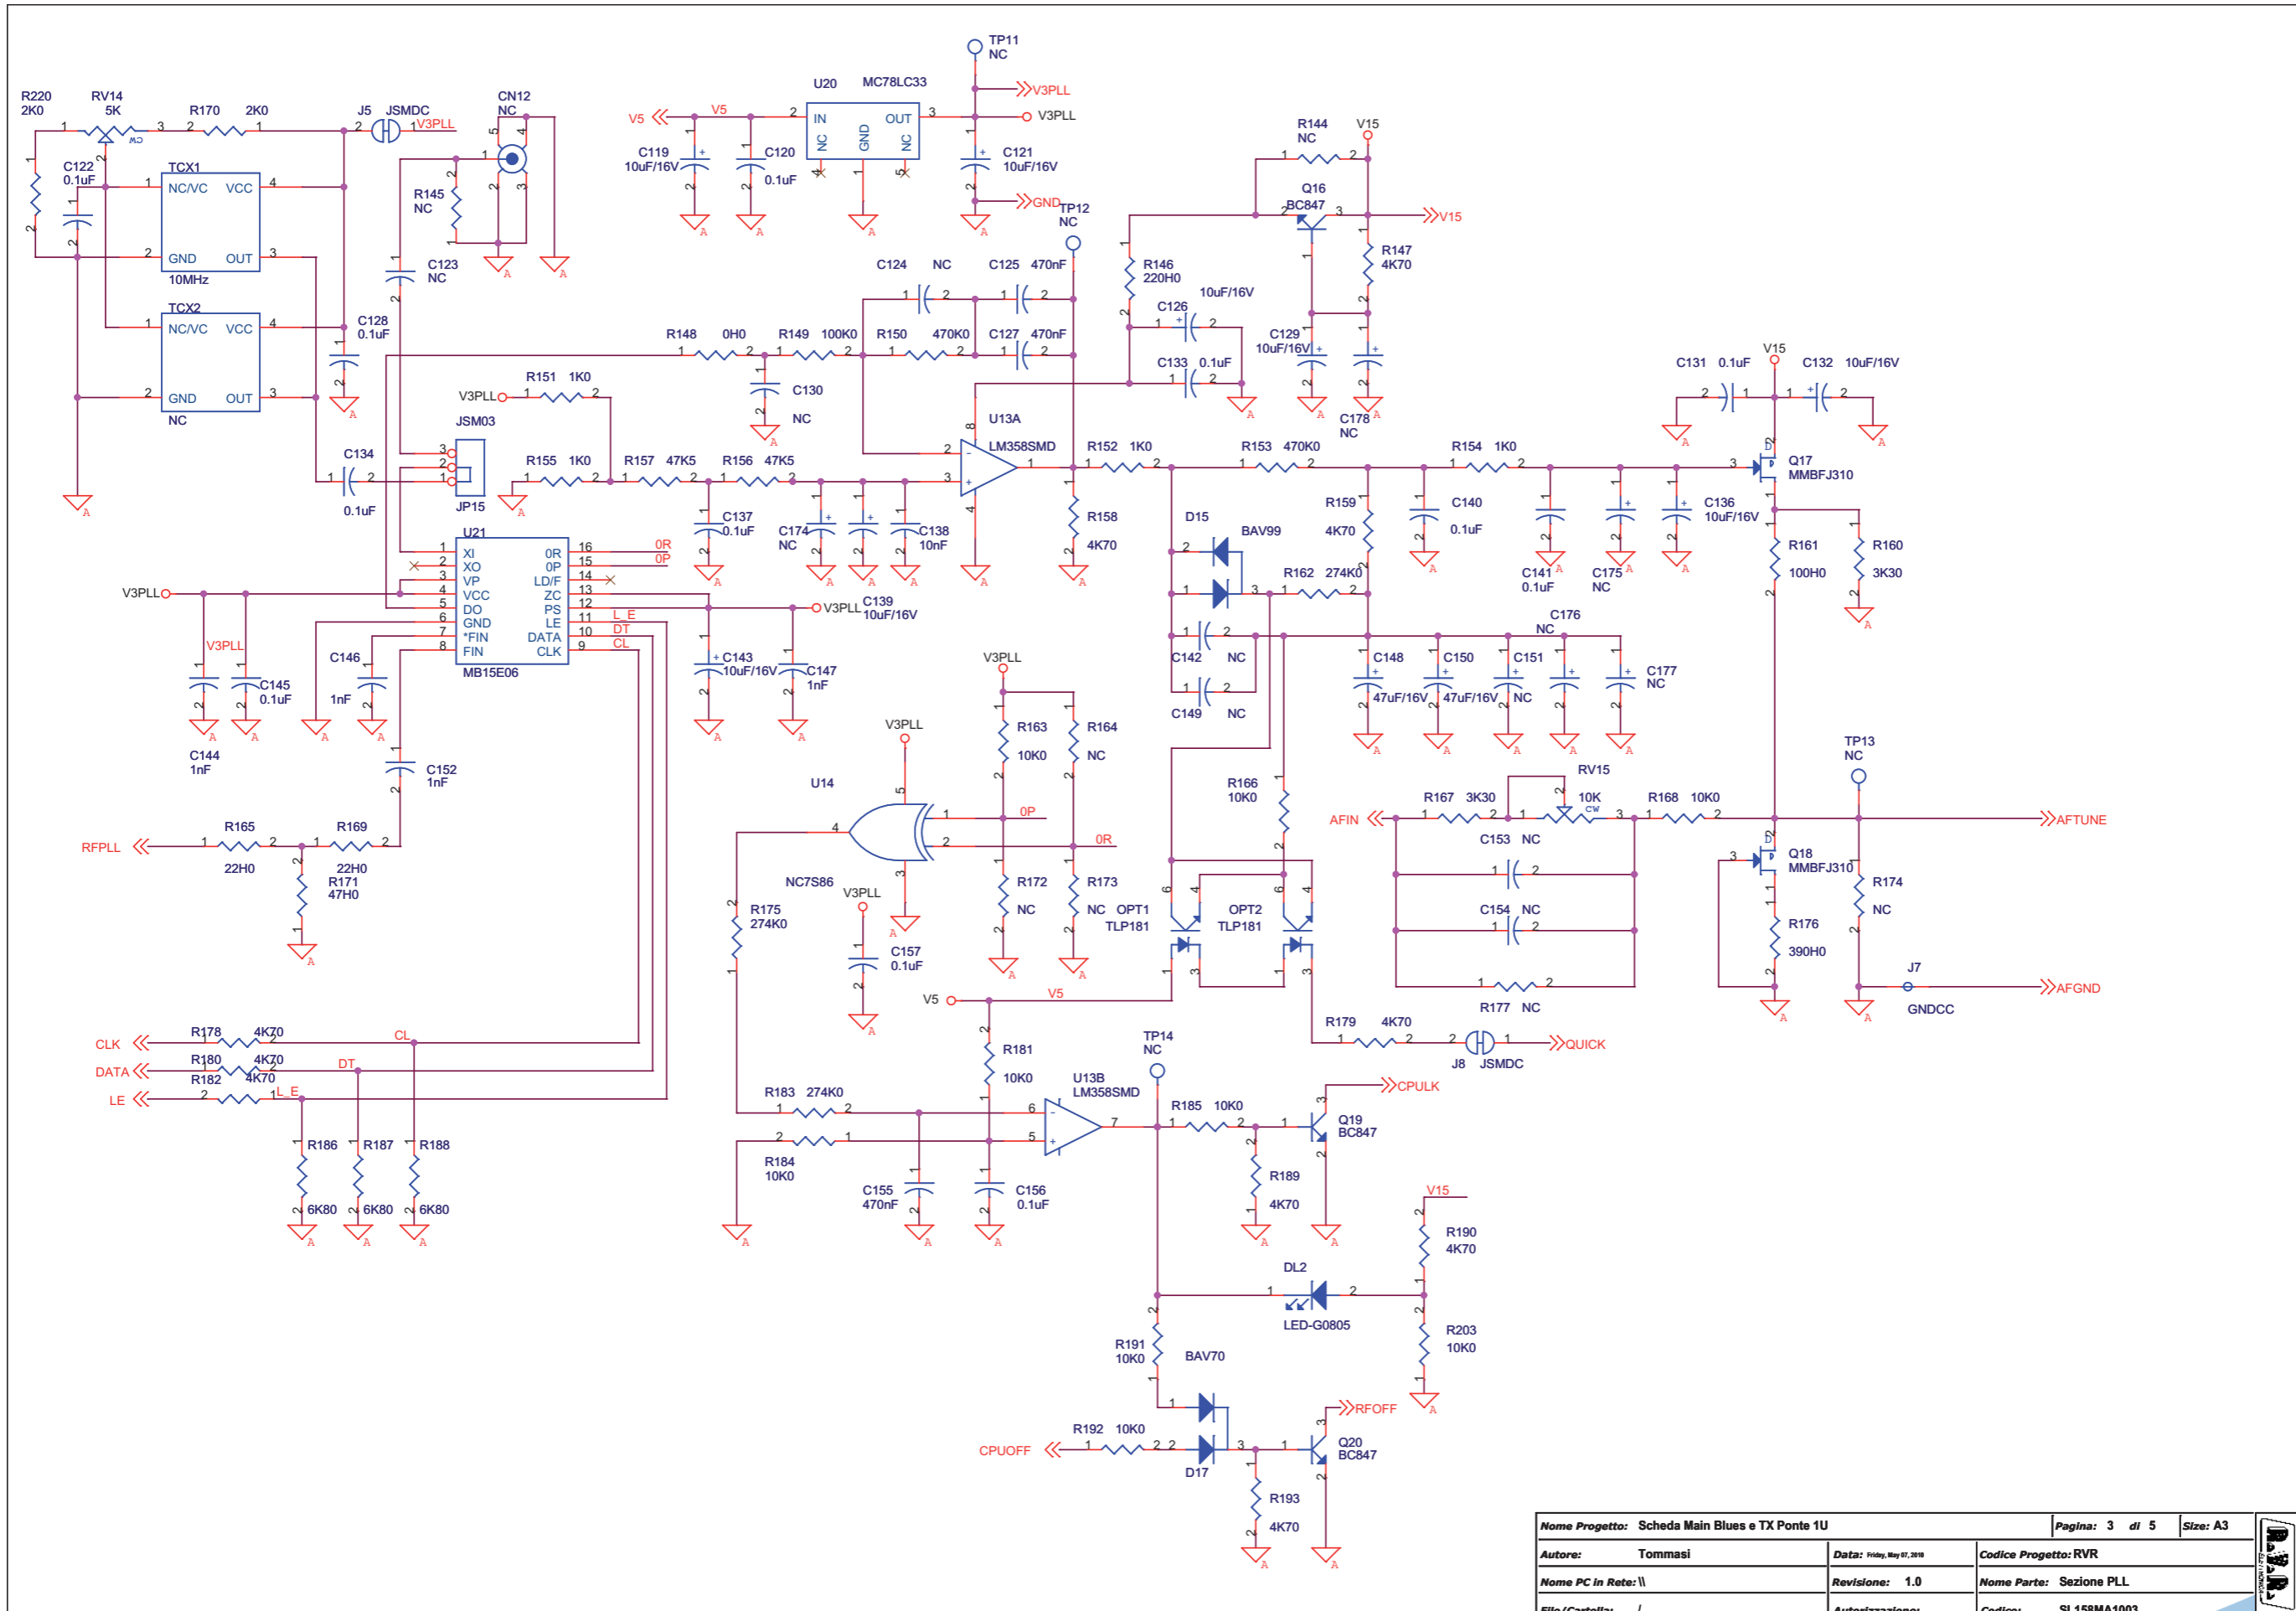 TP11
NC
R220
2K0
RV14
5K
R170
2K0
J5
JSMDC
V3PLL
CN12
NC
U20
MC78LC33
V5
V5
IN
OUT
NC
GND
NC
V3PLL
V3PLL
C119
10uF/16V
C120
0.1uF
C121
10uF/16V
GND
TP12
NC
C122
0.1uF
CW
TCX1
NC/VC
VCC
GND
OUT
10MHz
R145
NC
C123
NC
TCX2
NC/VC
VCC
GND
OUT
NC
C128
0.1uF
R144
NC
V15
Q16
BC847
V15
R146
220H0
R147
4K70
C126
10uF/16V
C129
10uF/16V
C133
0.1uF
C178
NC
C124
NC
C125
470nF
R148
0H0
R149
100K0
R150
470K0
C127
470nF
C130
NC
R151
1K0
V3PLL
JSM03
JP15
C134
0.1uF
R155
1K0
R157
47K5
R156
47K5
U13A
LM358SMD
R152
1K0
R153
470K0
R154
1K0
V15
C131
0.1uF
C132
10uF/16V
Q17
MMBFJ310
C137
0.1uF
C174
NC
C138
10nF
C139
10uF/16V
R158
4K70
D15
BAV99
R159
4K70
C140
0.1uF
C141
0.1uF
C175
NC
C136
10uF/16V
R161
100H0
R160
3K30
R162
274K0
U21
XI
XO
VP
VCC
DO
GND
*FIN
FIN
0R
0P
LD/F
ZC
PS
LE
DATA
CLK
MB15E06
0R
0P
V3PLL
L_E
DT
CL
V3PLL
V3PLL
C144
1nF
C145
0.1uF
C146
1nF
C143
10uF/16V
C147
1nF
C152
1nF
C142
NC
C149
NC
C148
47uF/16V
C150
47uF/16V
C151
NC
C176
NC
C177
NC
V3PLL
R163
10K0
R164
NC
V3PLL
U14
NC7S86
0P
0R
R172
NC
R173
NC
V3PLL
C157
0.1uF
R166
10K0
OPT1
TLP181
OPT2
TLP181
RV15
10K
CW
AFIN
R167
3K30
R168
10K0
C153
NC
C154
NC
R177
NC
TP13
NC
AFTUNE
Q18
MMBFJ310
R174
NC
R176
390H0
J7
GNDCC
AFGND
RFPLL
R165
22H0
R169
22H0
R171
47H0
R175
274K0
V5
V5
R179
4K70
J8
JSMDC
QUICK
CLK
R178
4K70
CL
DATA
R180
4K70
DT
LE
R182
4K70
L_E
R186
6K80
R187
6K80
R188
6K80
R181
10K0
R183
274K0
R184
10K0
C155
470nF
C156
0.1uF
U13B
LM358SMD
TP14
NC
R185
10K0
CPULK
Q19
BC847
R189
4K70
V15
R190
4K70
DL2
LED-G0805
R203
10K0
R191
10K0
BAV70
CPUOFF
R192
10K0
D17
RFOFF
Q20
BC847
R193
4K70
Nome Progetto: Scheda Main Blues e TX Ponte 1U
Pagina: 3 di 5
Size: A3
Autore: Tommasi
Data: Friday, May 07, 2010
Codice Progetto: RVR
Nome PC in Rete: \\
Revisione: 1.0
Nome Parte: Sezione PLL
File/Cartella: /
Autorizzazione:
Codice: SL158MA1003